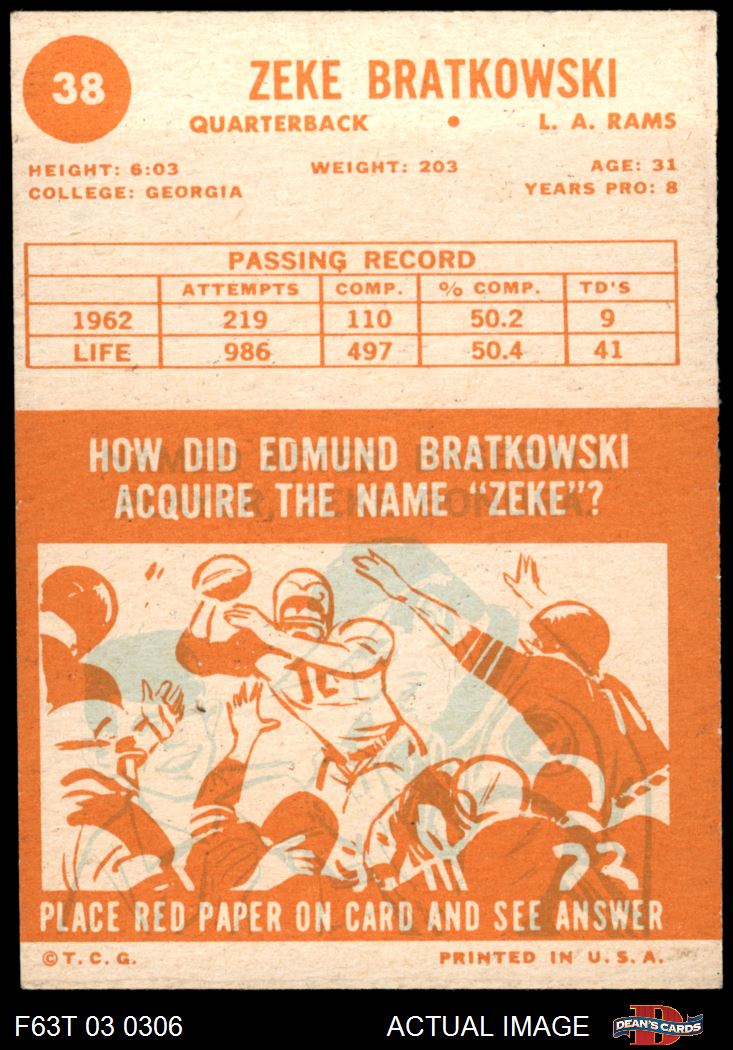 38
ZEKE BRATKOWSKI
QUARTERBACK • L. A. RAMS
HEIGHT: 6:03 WEIGHT: 203 AGE: 31
COLLEGE: GEORGIA YEARS PRO: 8
PASSING RECORD
ATTEMPTS COMP. % COMP. TD'S
1962 219 110 50.2 9
LIFE 986 497 50.4 41
HOW DID EDMUND BRATKOWSKI
ACQUIRE THE NAME "ZEKE"?
12
73
PLACE RED PAPER ON CARD AND SEE ANSWER
©T. C. G. PRINTED IN U. S. A.
F63T 03 0306 ACTUAL IMAGE DEAN'S CARDS